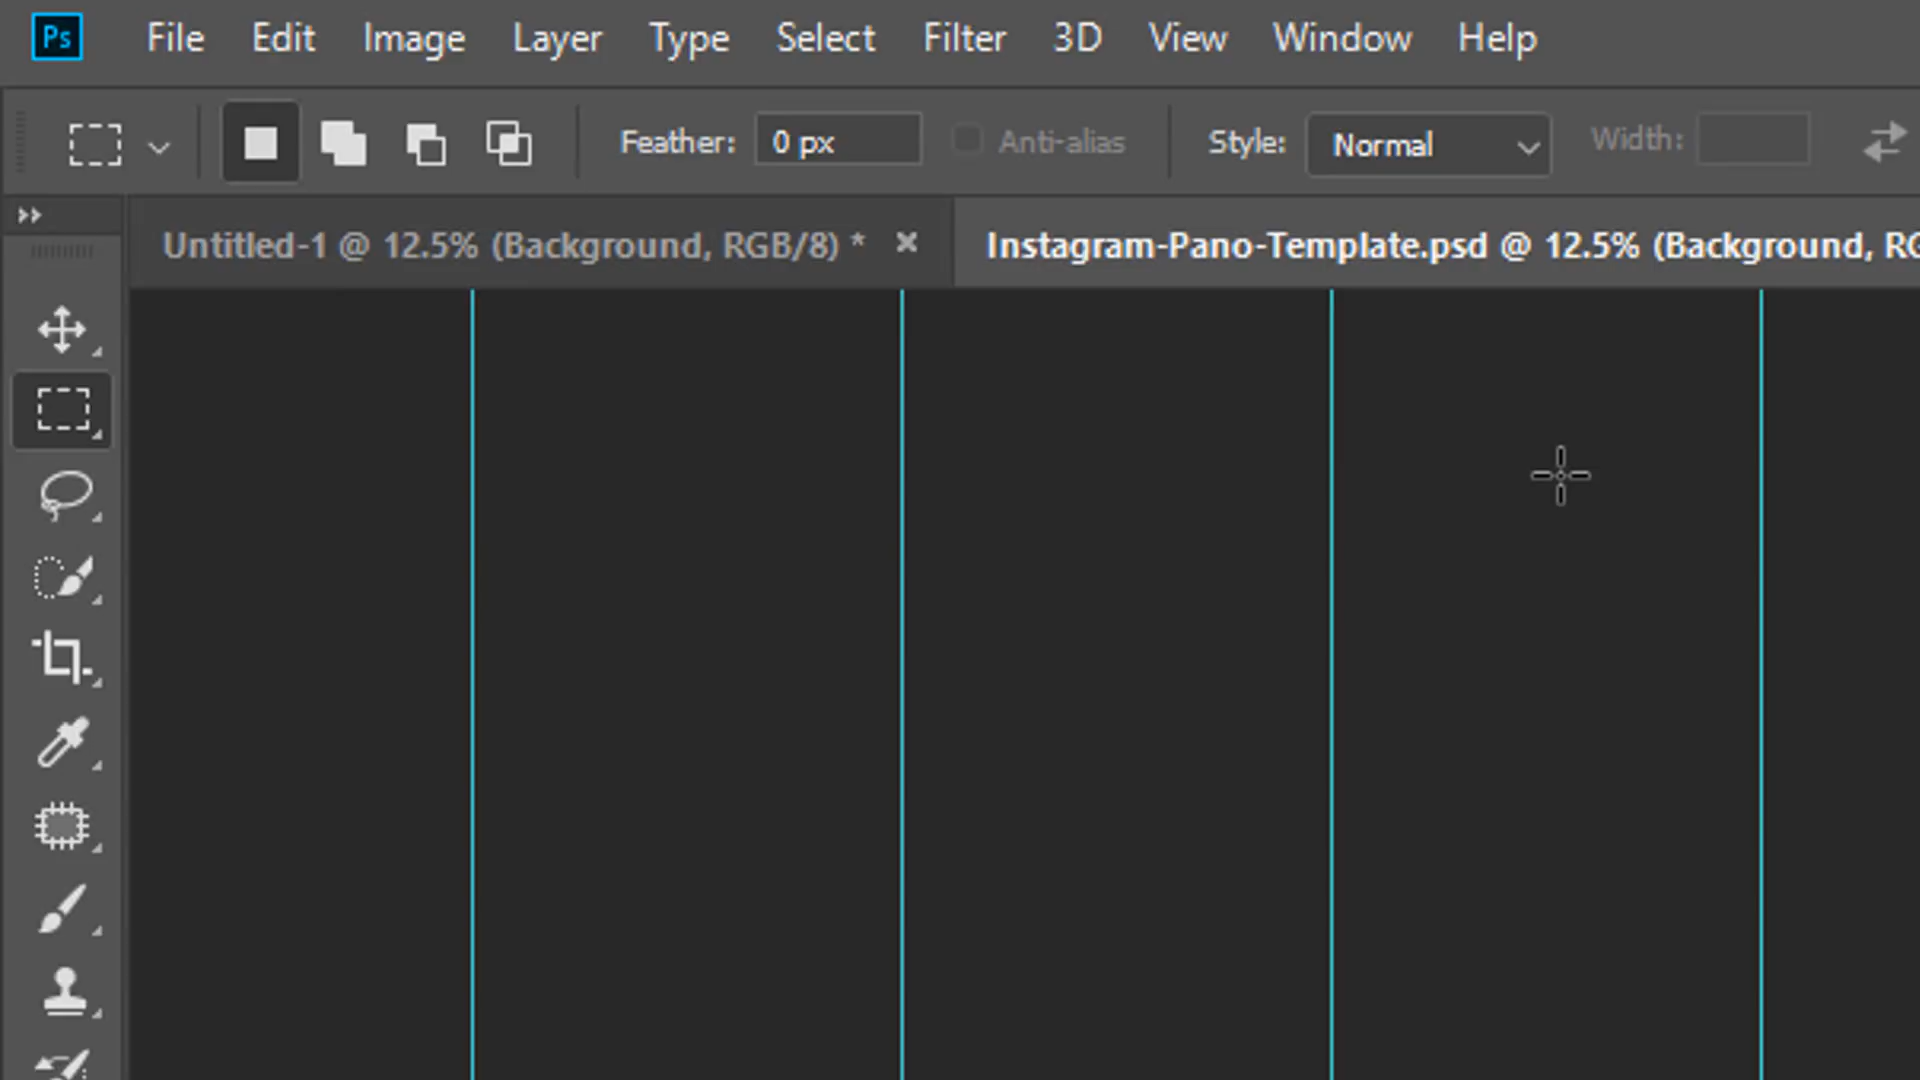 Ps File Edit Image Layer Type Select Filter 3D View Window Help
Feather: 0 px Anti-alias Style: Normal Width:
Untitled-1 @ 12.5% (Background, RGB/8) * Instagram-Pano-Template.psd @ 12.5% (Background, RG